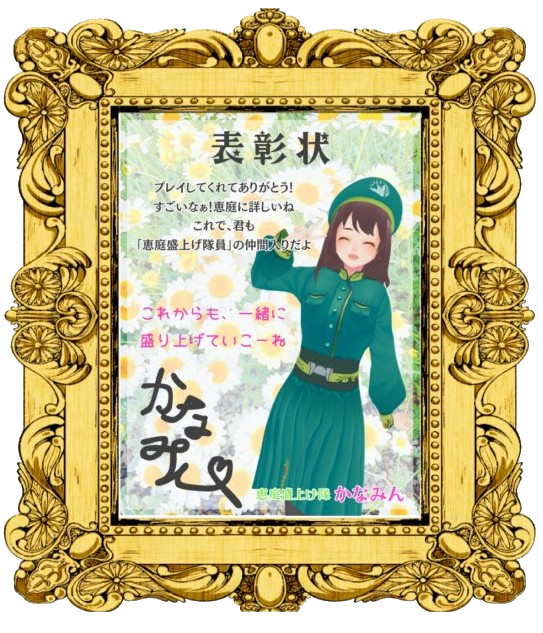 表彰状
プレイしてくれてありがとう！
すごいなぁ！恵庭に詳しいね
これで、君も
「恵庭盛上げ隊員」の仲間入りだよ
これからも、一緒に
盛り上げていこーね
かなみん
恵庭盛上げ隊 かなみん